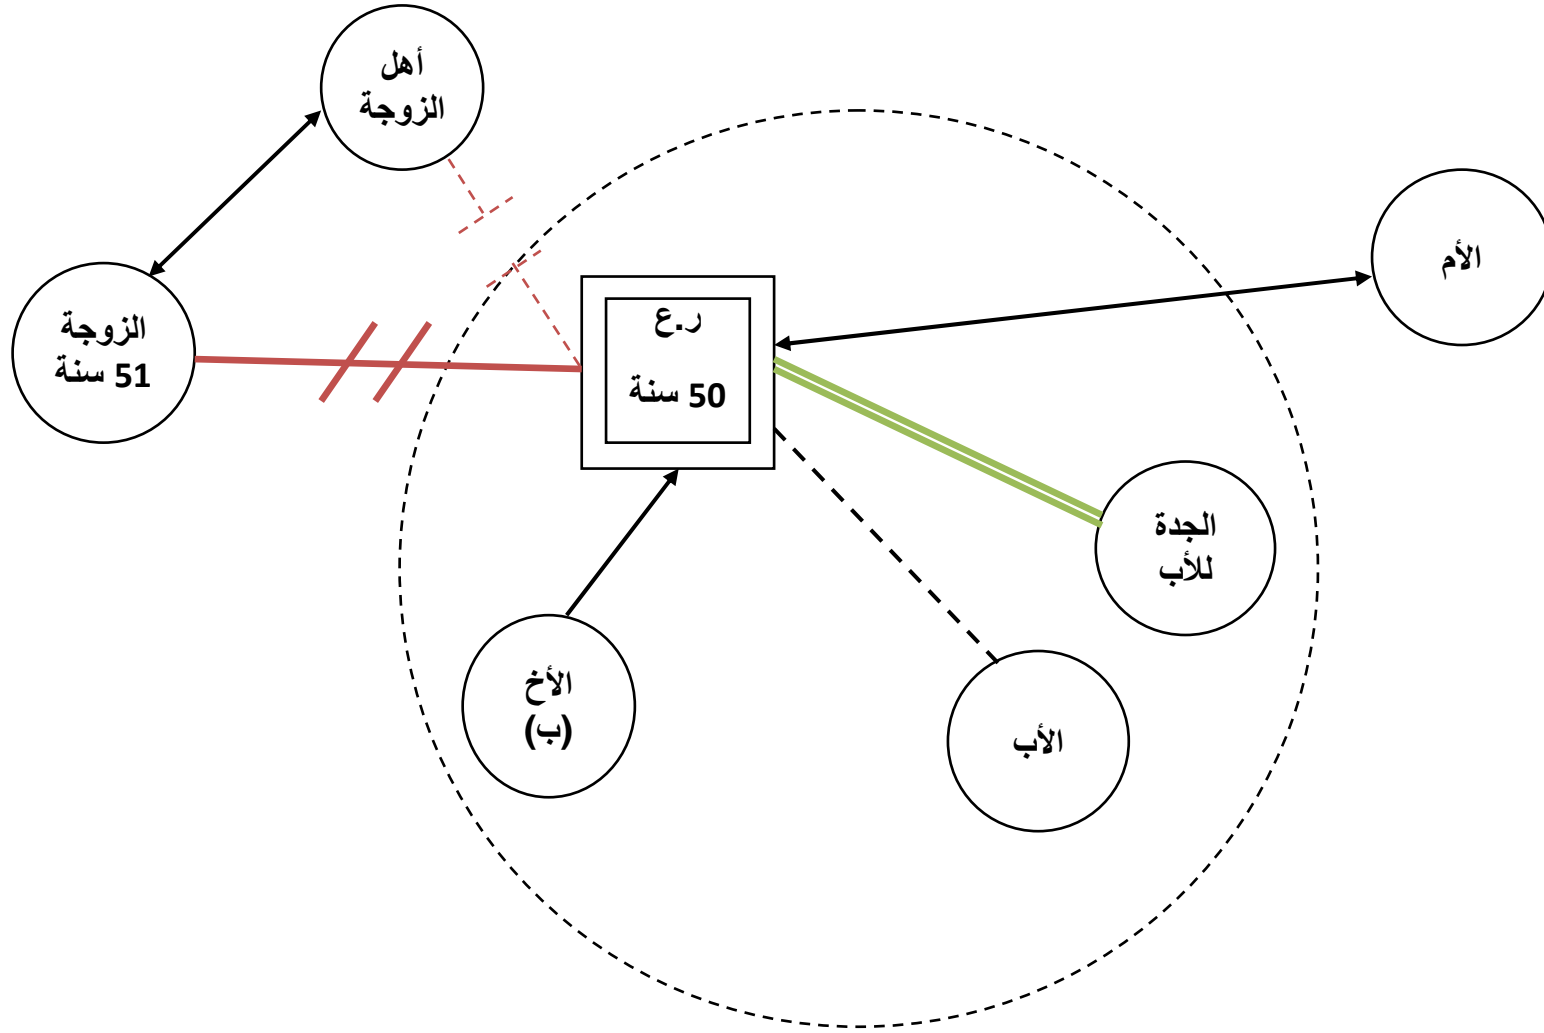 أهل
الزوجة
الأم
الزوجة
51 سنة
ر.ع
50 سنة
الجدة
للأب
الأخ
(ب)
الأب